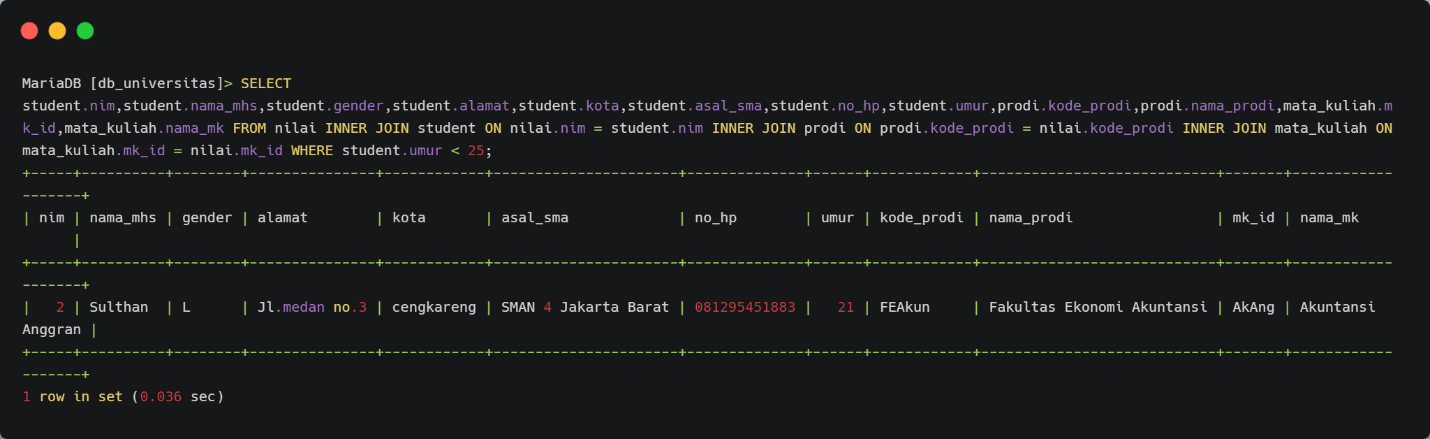 MariaDB [db_universitas]> SELECT
student.nim,student.nama_mhs,student.gender,student.alamat,student.kota,student.asal_sma,student.no_hp,student.umur,prodi.kode_prodi,prodi.nama_prodi,mata_kuliah.m
k_id,mata_kuliah.nama_mk FROM nilai INNER JOIN student ON nilai.nim = student.nim INNER JOIN prodi ON prodi.kode_prodi = nilai.kode_prodi INNER JOIN mata_kuliah ON
mata_kuliah.mk_id = nilai.mk_id WHERE student.umur < 25;
+-----+----------+--------+---------------+------------+----------------------+--------------+------+------------+----------------------------+-------+------------
-------+
| nim | nama_mhs | gender | alamat        | kota       | asal_sma             | no_hp        | umur | kode_prodi | nama_prodi                 | mk_id | nama_mk
      |
+-----+----------+--------+---------------+------------+----------------------+--------------+------+------------+----------------------------+-------+------------
-------+
|   2 | Sulthan  | L      | Jl.medan no.3 | cengkareng | SMAN 4 Jakarta Barat | 081295451883 |   21 | FEAkun     | Fakultas Ekonomi Akuntansi | AkAng | Akuntansi
Anggran |
+-----+----------+--------+---------------+------------+----------------------+--------------+------+------------+----------------------------+-------+------------
-------+
1 row in set (0.036 sec)